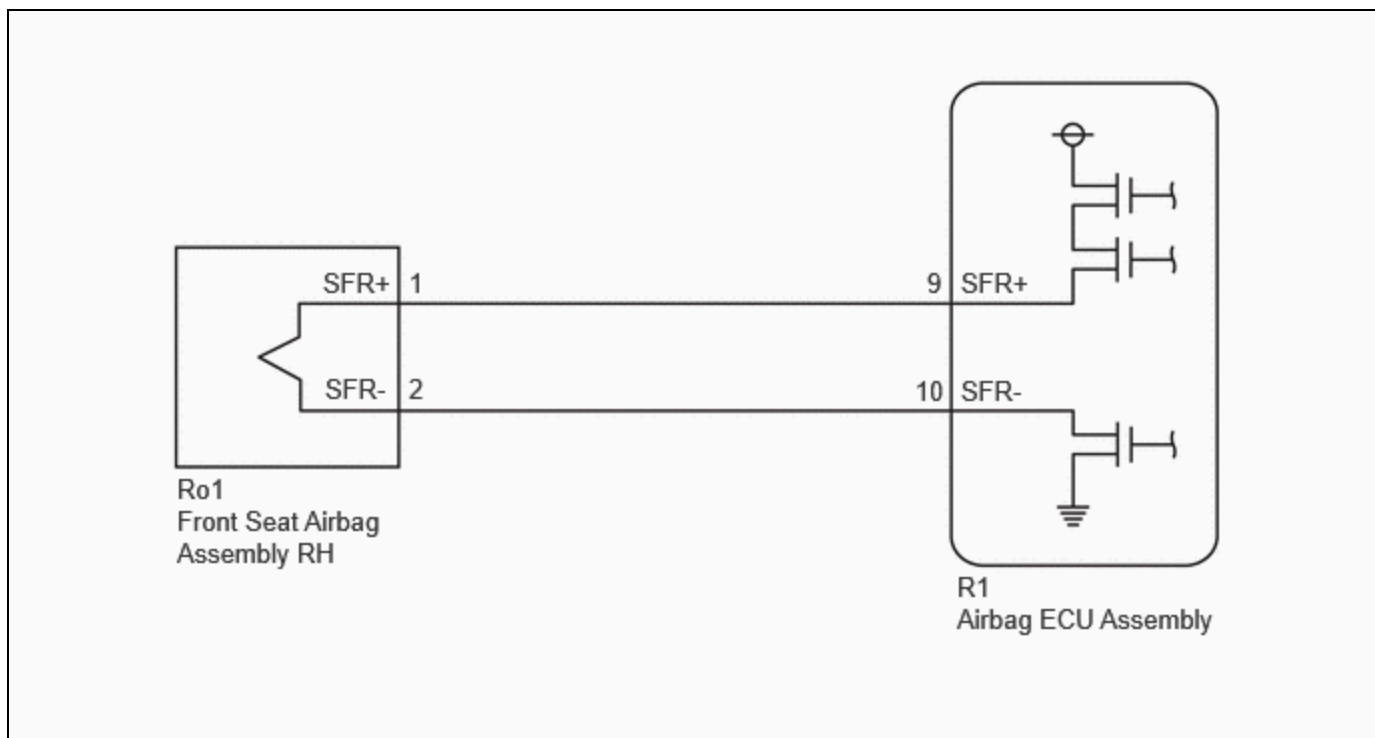 SFR+ 1
9 SFR+
SFR- 2
10 SFR-
Ro1
Front Seat Airbag
Assembly RH
R1
Airbag ECU Assembly